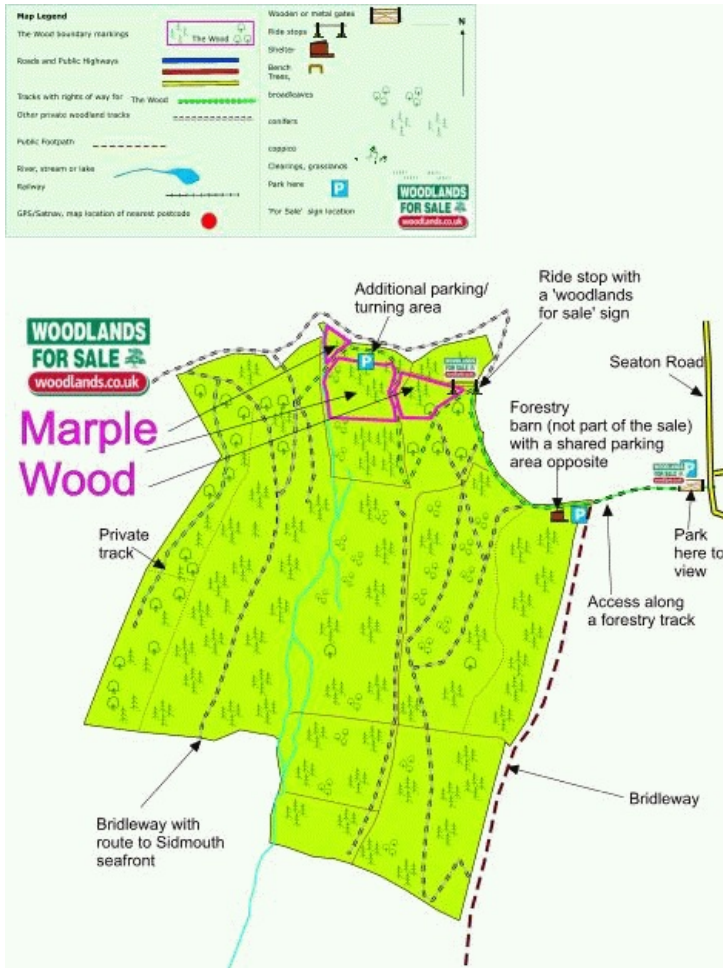 Map Legend
The Wood boundary markings
The Wood
Roads and Public Highways
Tracks with rights of way for The Wood
Other private woodland tracks
Public Footpath
River, stream or lake
Railway
GPS/Satnav, map location of nearest postcode
Wooden or metal gates
Ride stops
Shelter
Bench
Trees,
broadleaves
conifers
coppice
Clearings, grasslands
Park here
P
'For Sale' sign location
N
WOODLANDS
FOR SALE
woodlands.co.uk
Additional parking/
turning area
Ride stop with
a 'woodlands
for sale' sign
WOODLANDS
FOR SALE
woodlands.co.uk
Marple
Wood
P
Seaton Road
Forestry
barn (not part of the sale)
with a shared parking
area opposite
WOODLANDS
FOR SALE
P
P
Park
here to
view
Private
track
Access along
a forestry track
Bridleway
Bridleway with
route to Sidmouth
seafront